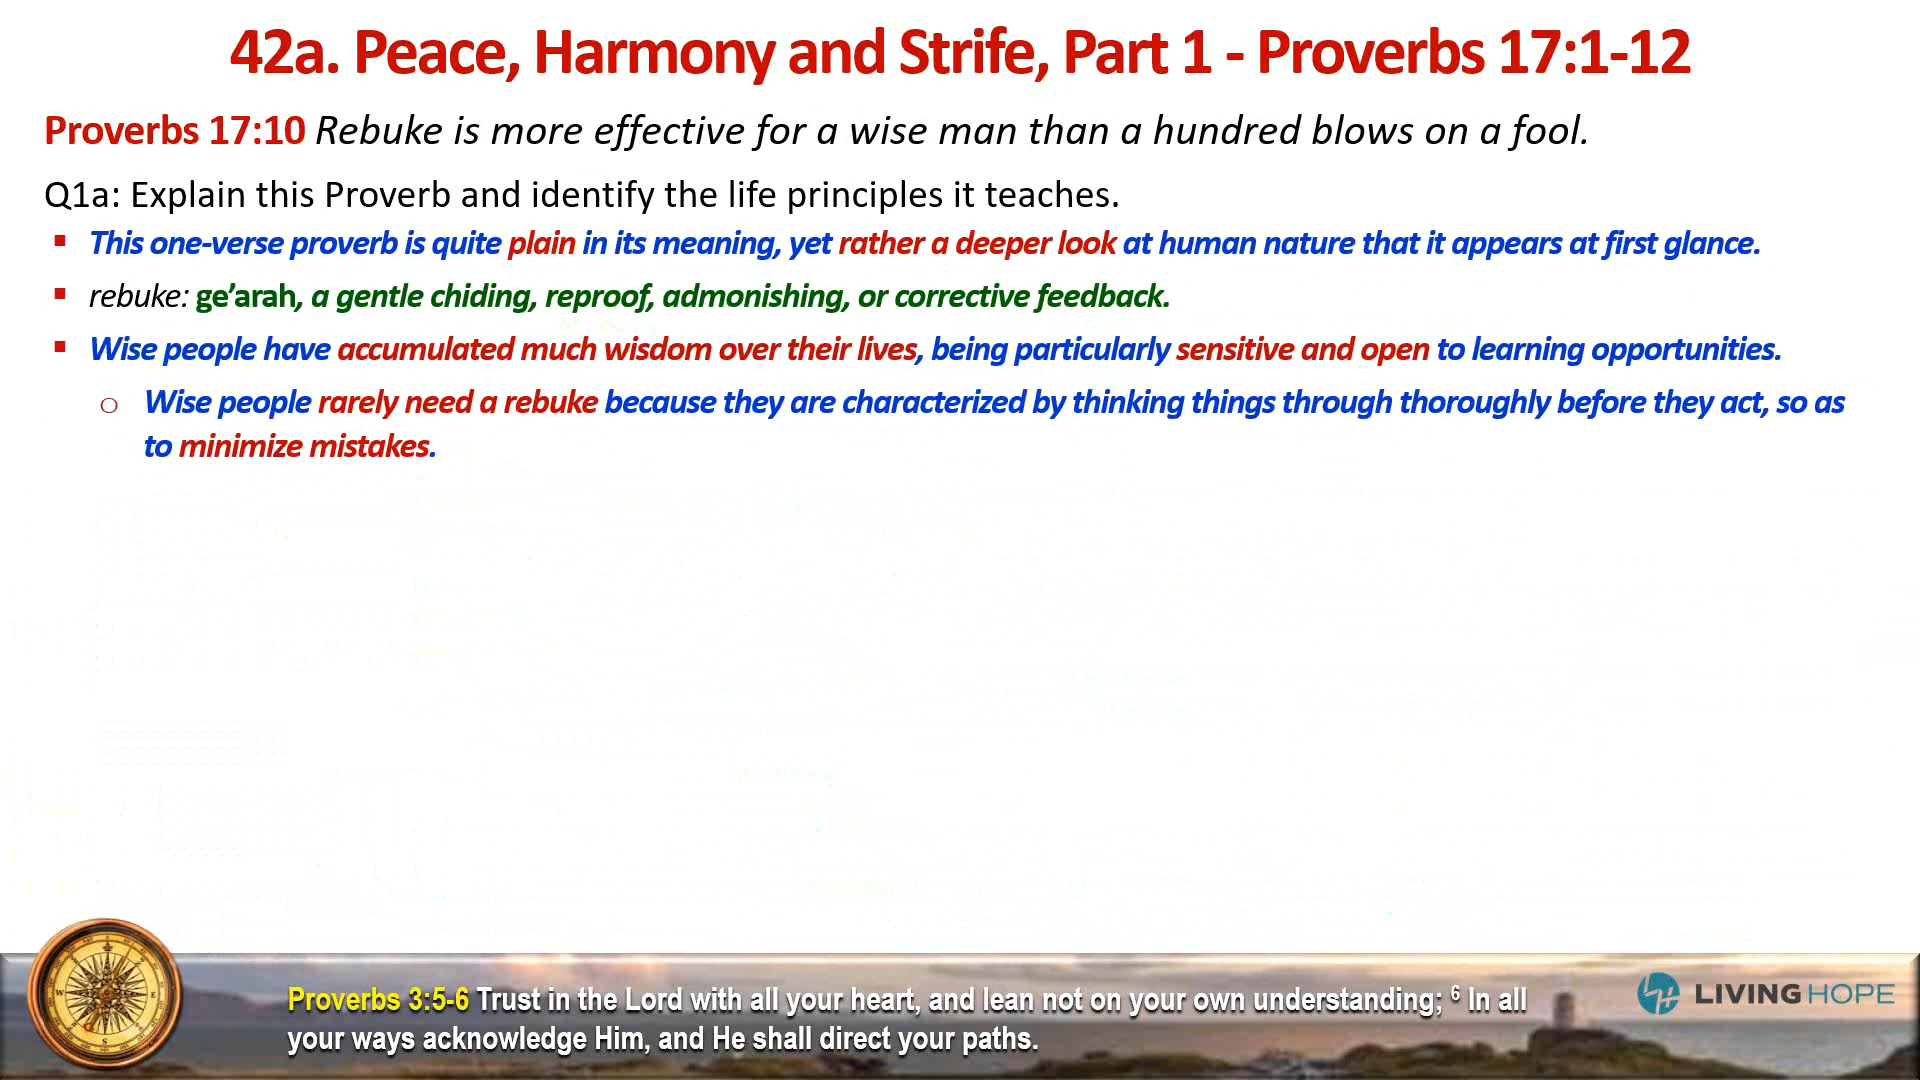 42a. Peace, Harmony and Strife, Part 1 - Proverbs 17:1-12
Proverbs 17:10 Rebuke is more effective for a wise man than a hundred blows on a fool.
Q1a: Explain this Proverb and identify the life principles it teaches.
▪ This one-verse proverb is quite plain in its meaning, yet rather a deeper look at human nature that it appears at first glance.
▪ rebuke: ge’arah, a gentle chiding, reproof, admonishing, or corrective feedback.
▪ Wise people have accumulated much wisdom over their lives, being particularly sensitive and open to learning opportunities.
o Wise people rarely need a rebuke because they are characterized by thinking things through thoroughly before they act, so as
to minimize mistakes.
Proverbs 3:5-6 Trust in the Lord with all your heart, and lean not on your own understanding; 6 In all
your ways acknowledge Him, and He shall direct your paths.
LH LIVING HOPE
W E S